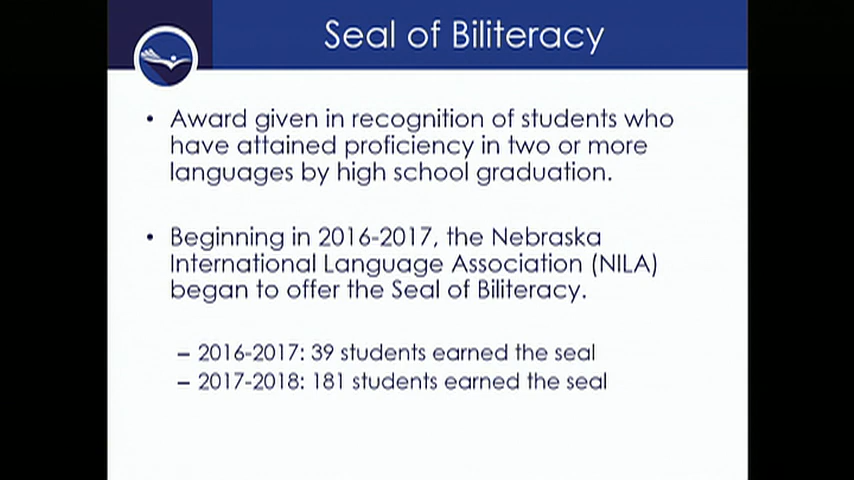 Seal of Biliteracy
• Award given in recognition of students who
have attained proficiency in two or more
languages by high school graduation.
• Beginning in 2016-2017, the Nebraska
International Language Association (NILA)
began to offer the Seal of Biliteracy.
– 2016-2017: 39 students earned the seal
– 2017-2018: 181 students earned the seal